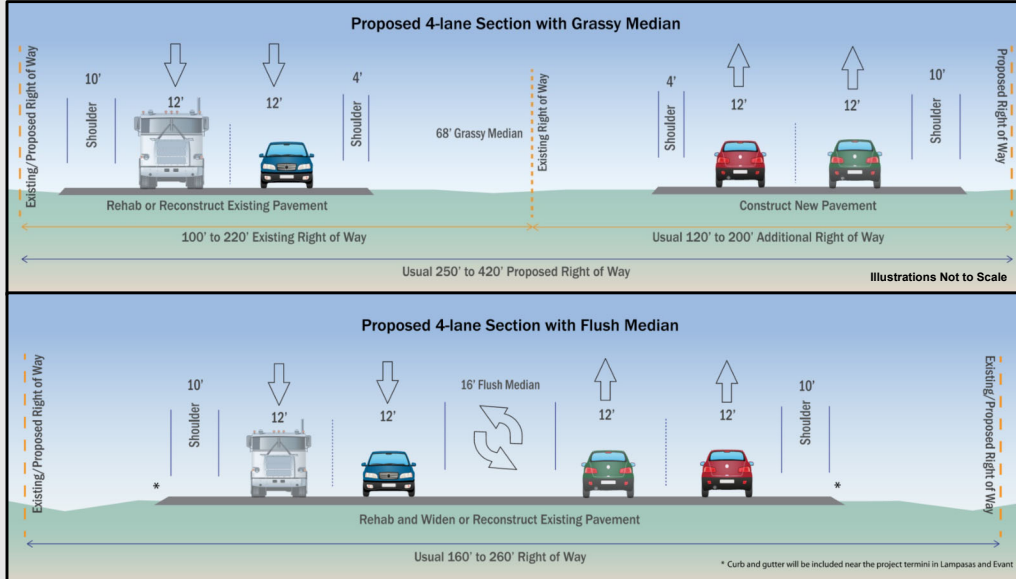 Proposed 4-lane Section with Grassy Median
Existing/Proposed Right of Way
10'
Shoulder
12'
12'
4'
Shoulder
68' Grassy Median
Existing Right of Way
4'
Shoulder
12'
12'
10'
Shoulder
Proposed Right of Way
Rehab or Reconstruct Existing Pavement
Construct New Pavement
100' to 220' Existing Right of Way
Usual 120' to 200' Additional Right of Way
Usual 250' to 420' Proposed Right of Way
Illustrations Not to Scale
Proposed 4-lane Section with Flush Median
Existing/Proposed Right of Way
*
10'
Shoulder
12'
12'
16' Flush Median
12'
12'
10'
Shoulder
*
Existing/Proposed Right of Way
Rehab and Widen or Reconstruct Existing Pavement
Usual 160' to 260' Right of Way
* Curb and gutter will be included near the project termini in Lampasas and Evant